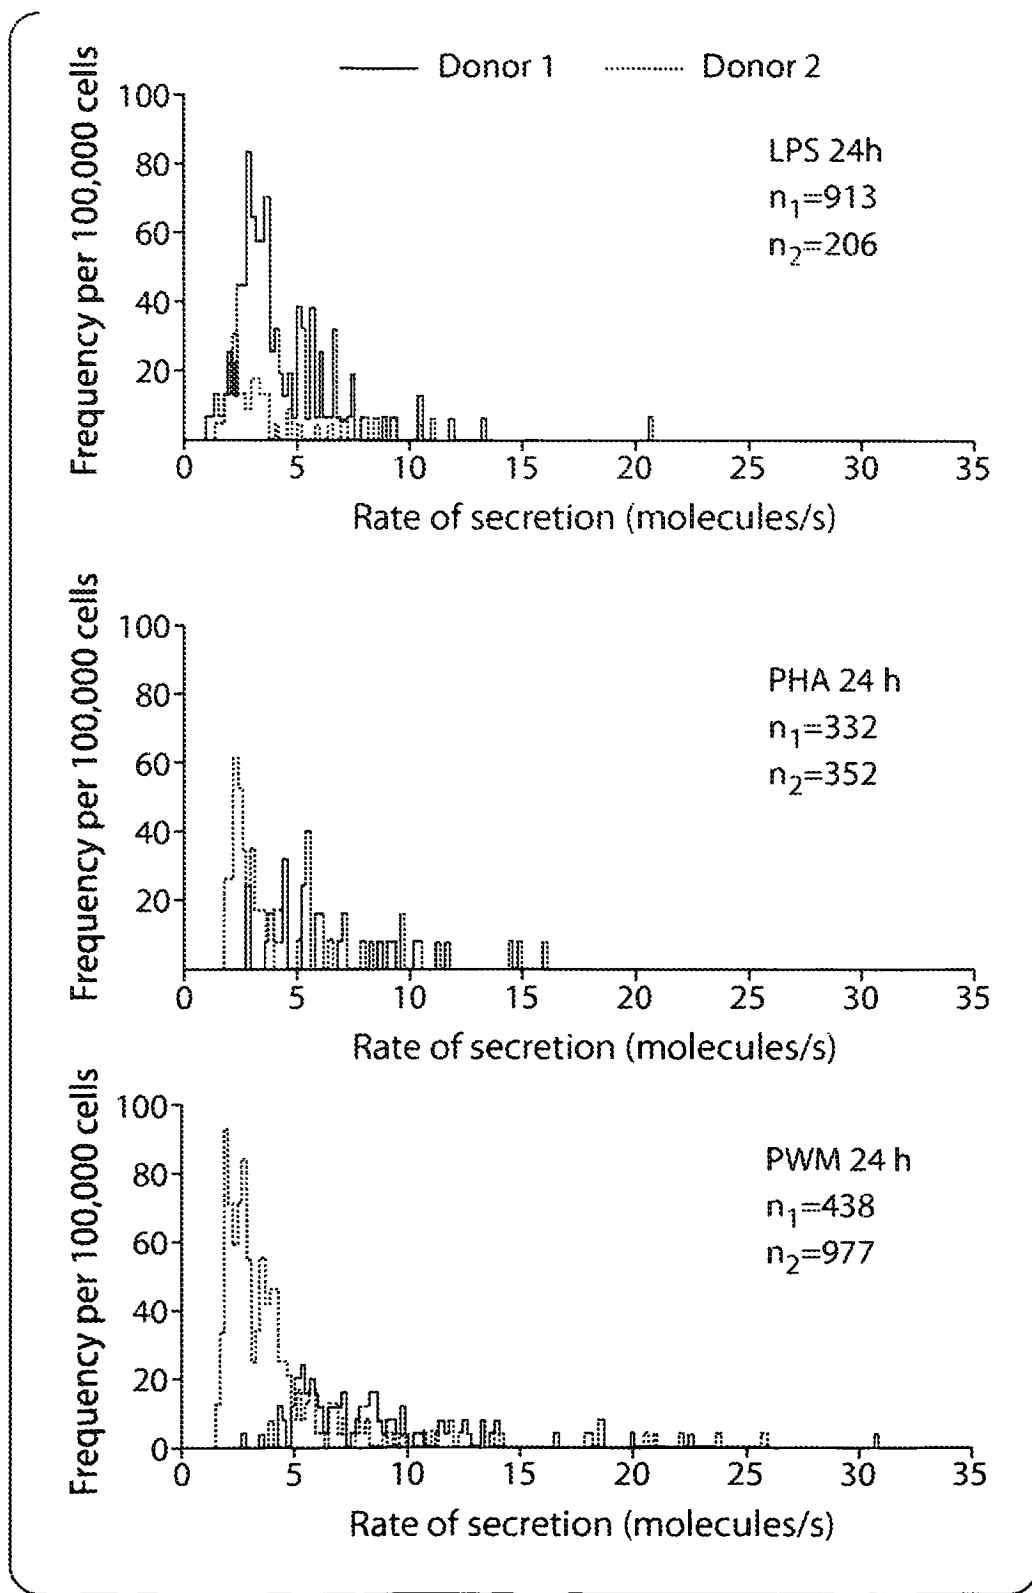 Donor 1 Donor 2
Frequency per 100,000 cells
100
80
60
40
20
LPS 24h
n1=913
n2=206
0 5 10 15 20 25 30 35
Rate of secretion (molecules/s)
Frequency per 100,000 cells
100
80
60
40
20
PHA 24 h
n1=332
n2=352
0 5 10 15 20 25 30 35
Rate of secretion (molecules/s)
Frequency per 100,000 cells
100
80
60
40
20
0
PWM 24 h
n1=438
n2=977
0 5 10 15 20 25 30 35
Rate of secretion (molecules/s)